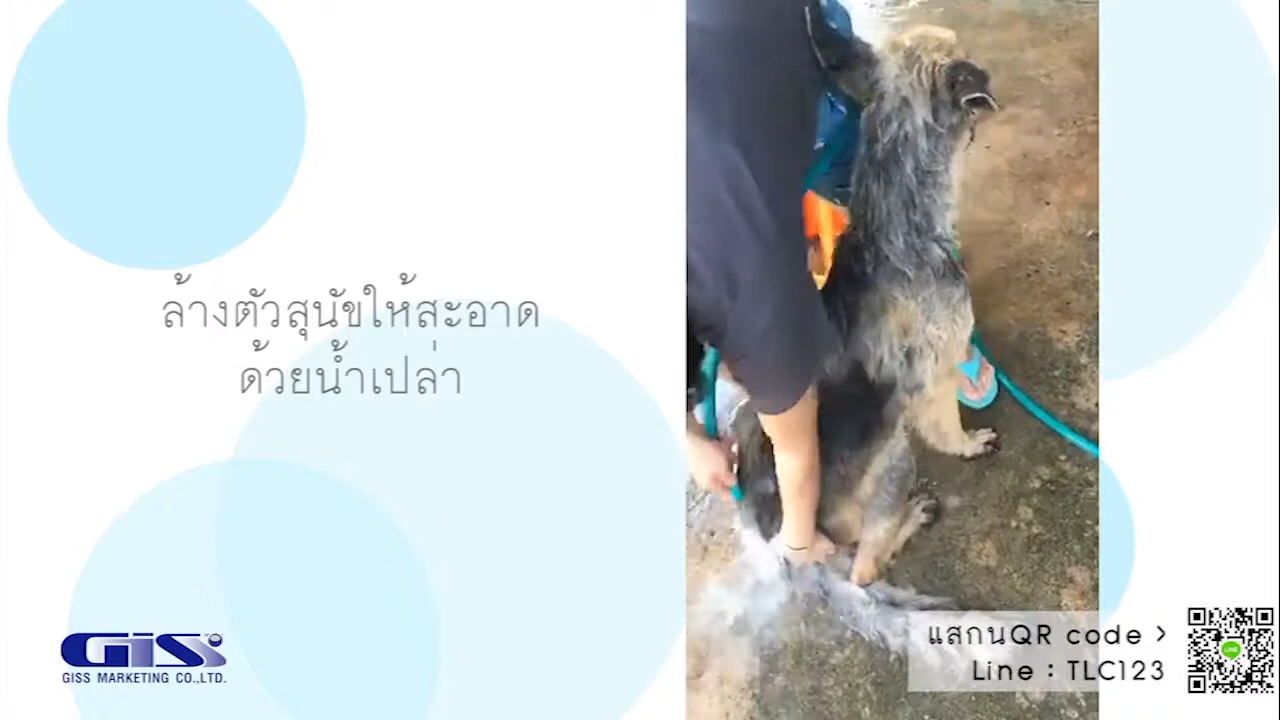 ล้างตัวสุนัขให้สะอาด
ด้วยน้ำเปล่า
GiSS
GISS MARKETING CO.,LTD.
แสกนQR code >
Line : TLC123
LINE